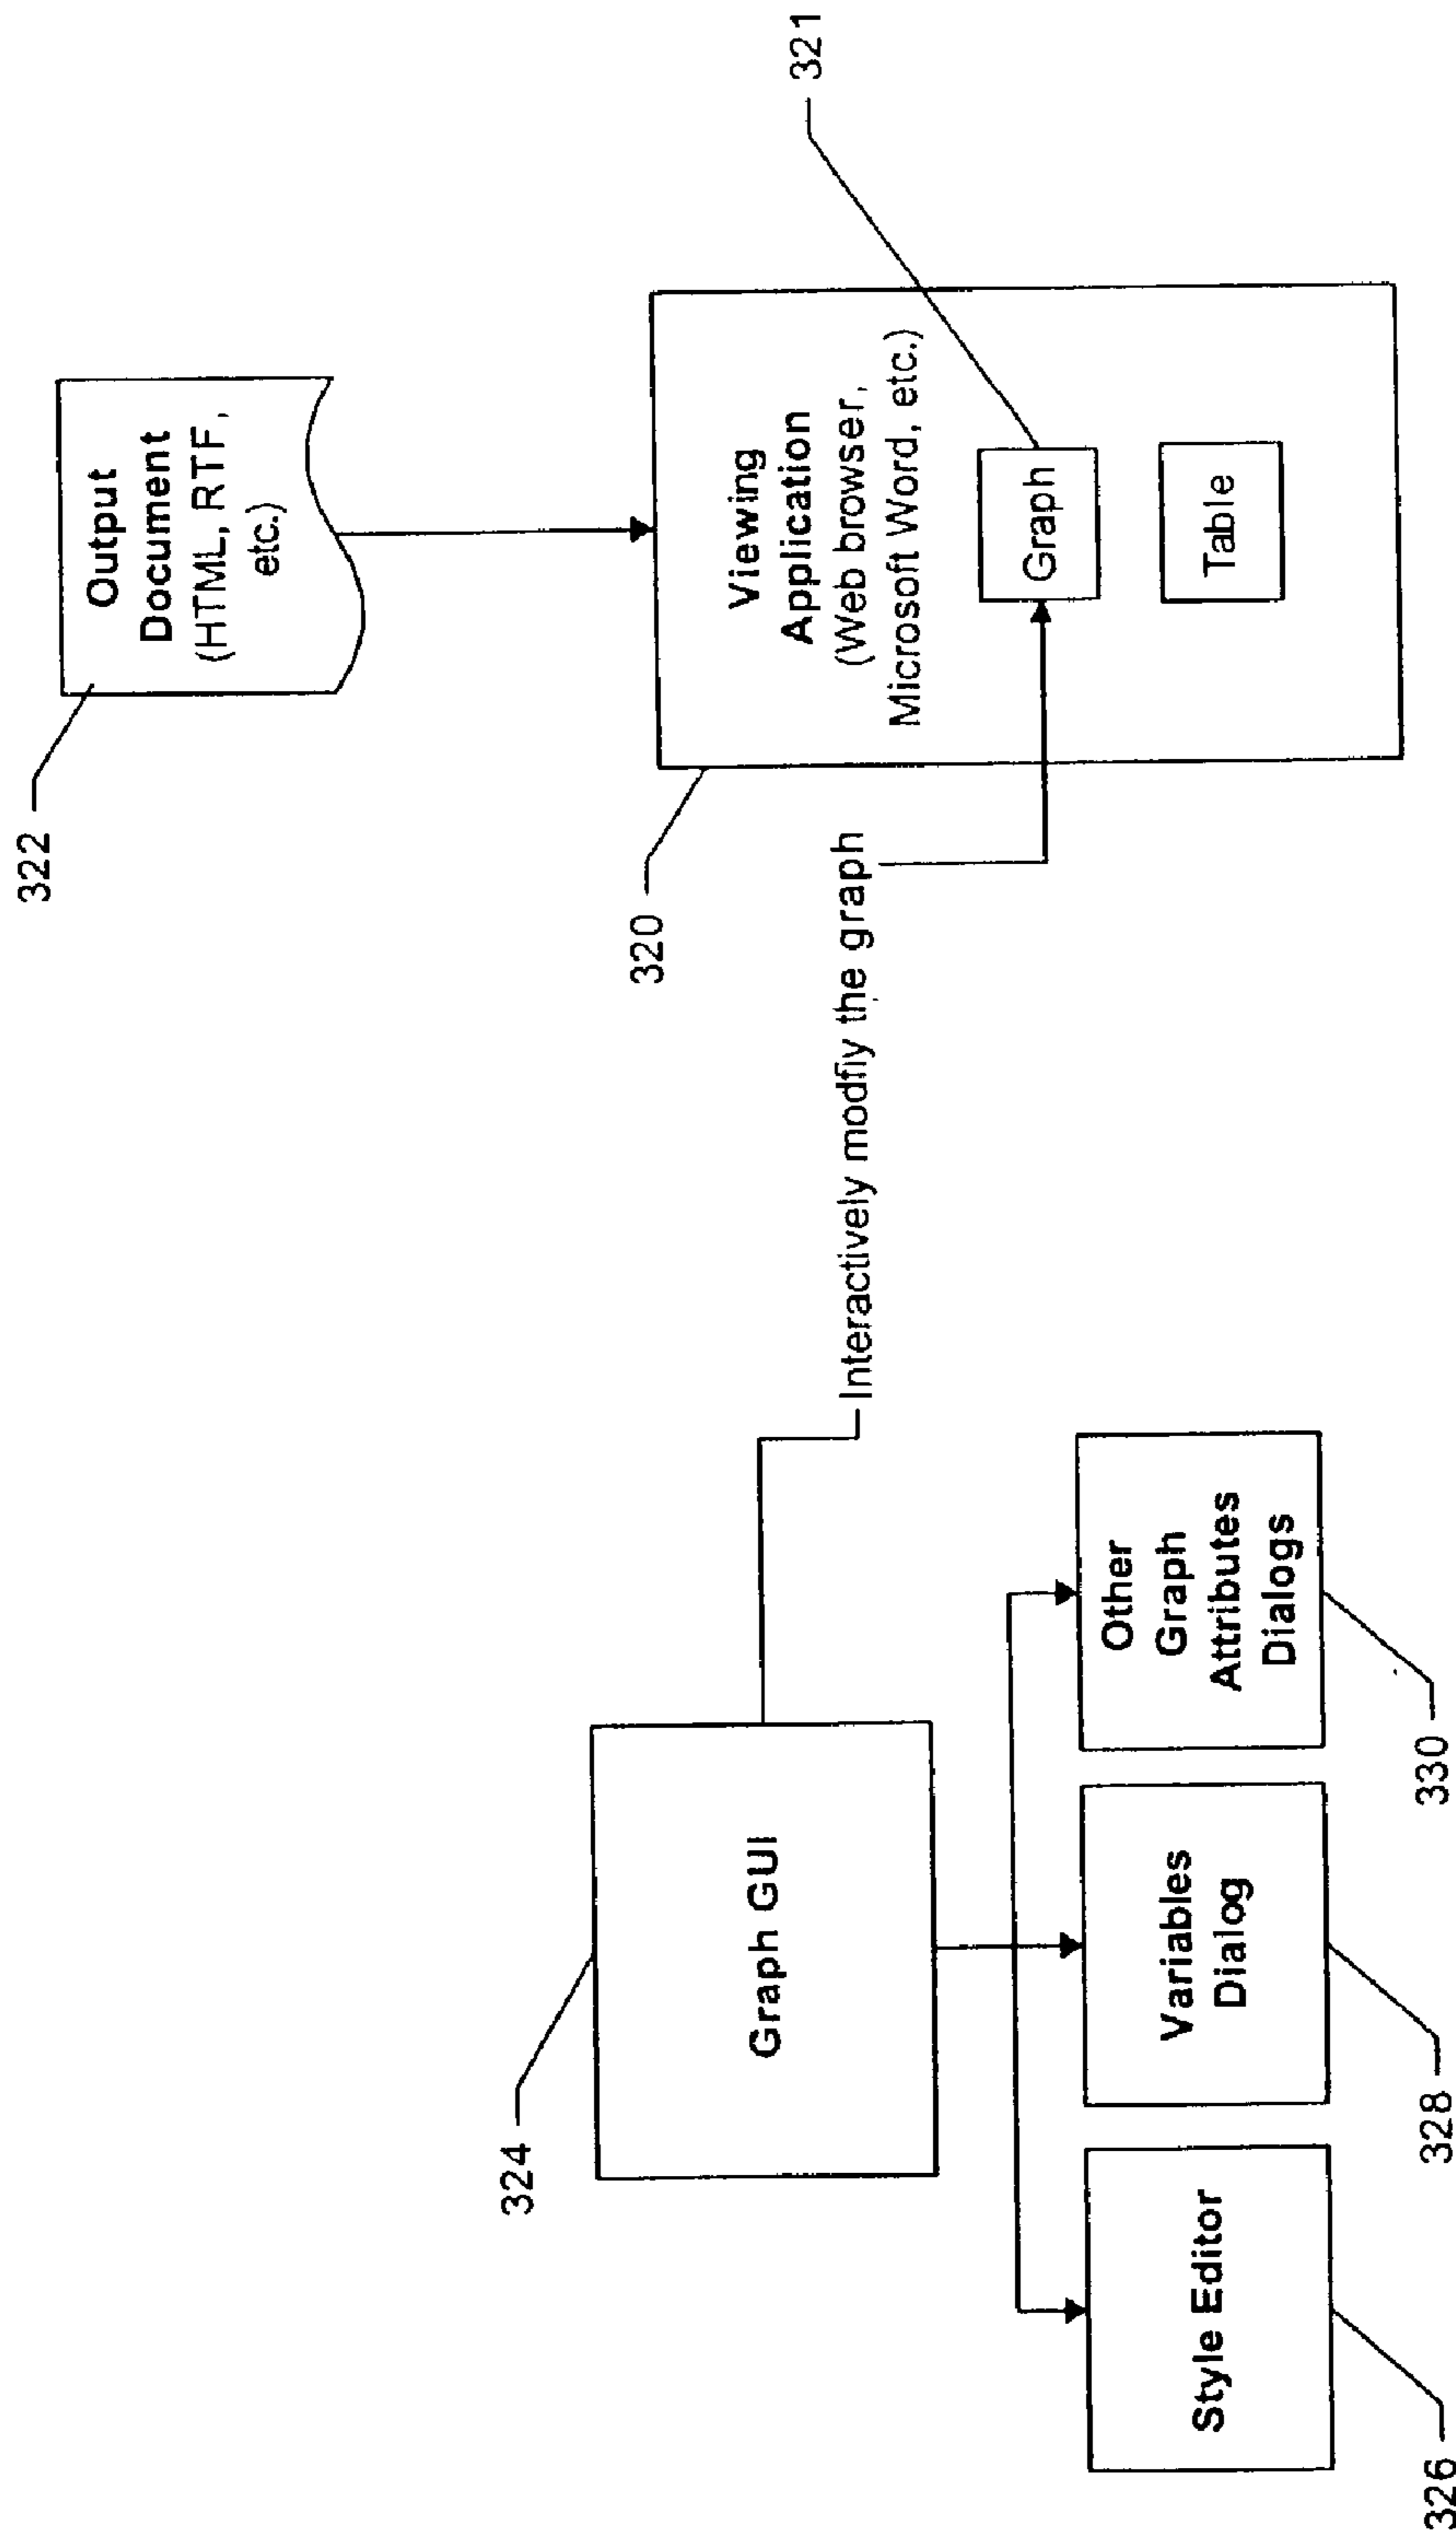 322
Output
Document
(HTML, RTF,
etc.)
320
Viewing
Application
(Web browser,
Microsoft Word, etc.)
Graph
321
Table
324
Graph GUI
Interactively modfiy the graph
Style Editor
326
Variables
Dialog
328
Other
Graph
Attributes
Dialogs
330